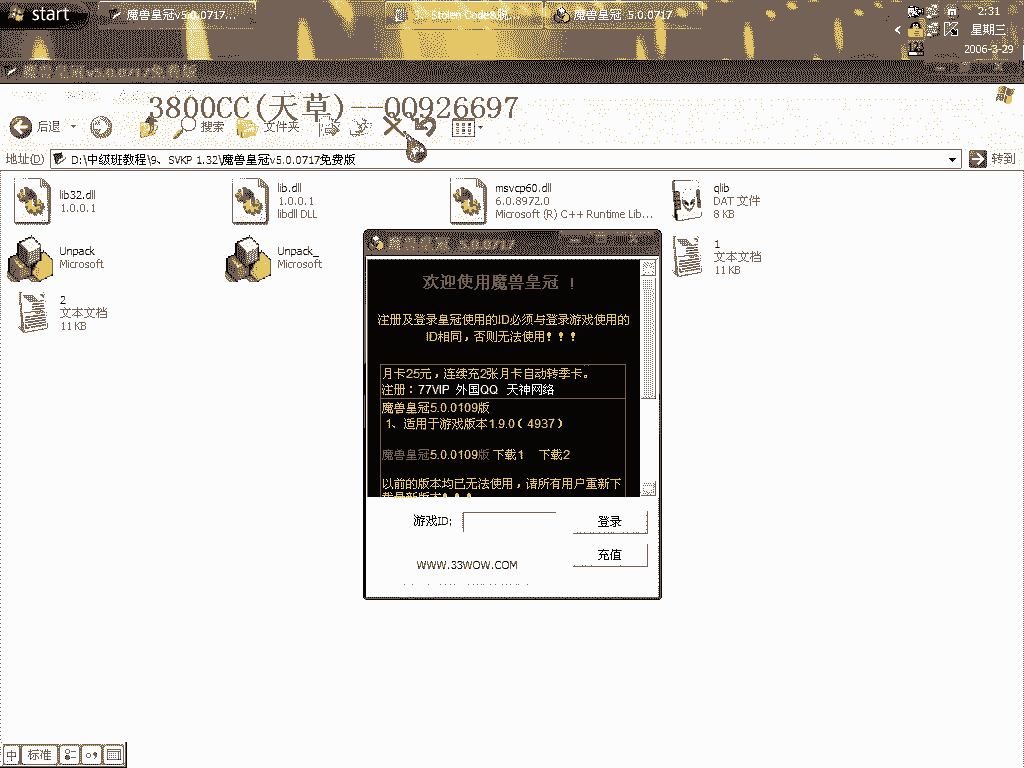 start
魔兽皇冠v5.0.0717...
3、Stolen Code&脱...
魔兽皇冠 5.0.0717
2:31
星期三
2006-3-29
魔兽皇冠v5.0.0717免费版
3800CC(天草)--QQ926697
后退
搜索
文件夹
地址(D)
D:\中级班教程\9、SVKP 1.32\魔兽皇冠v5.0.0717免费版
转到
lib32.dll
1.0.0.1
lib.dll
1.0.0.1
libdll DLL
msvcp60.dll
6.0.8972.0
Microsoft (R) C++ Runtime Lib...
qlib
DAT 文件
8 KB
Unpack
Microsoft
Unpack_
Microsoft
1
文本文档
11 KB
2
文本文档
11 KB
魔兽皇冠 5.0.0717
欢迎使用魔兽皇冠 !
注册及登录皇冠使用的ID必须与登录游戏使用的
ID相同，否则无法使用！！！
月卡25元，连续充2张月卡自动转季卡。
注册：77VIP 外国QQ 天神网络
魔兽皇冠5.0.0109版
1、适用于游戏版本1.9.0（4937）
魔兽皇冠5.0.0109版 下载1 下载2
以前的版本均已无法使用，请所有用户重新下
载最新版本！！！
游戏ID:
登录
充值
WWW.33WOW.COM
中 标准